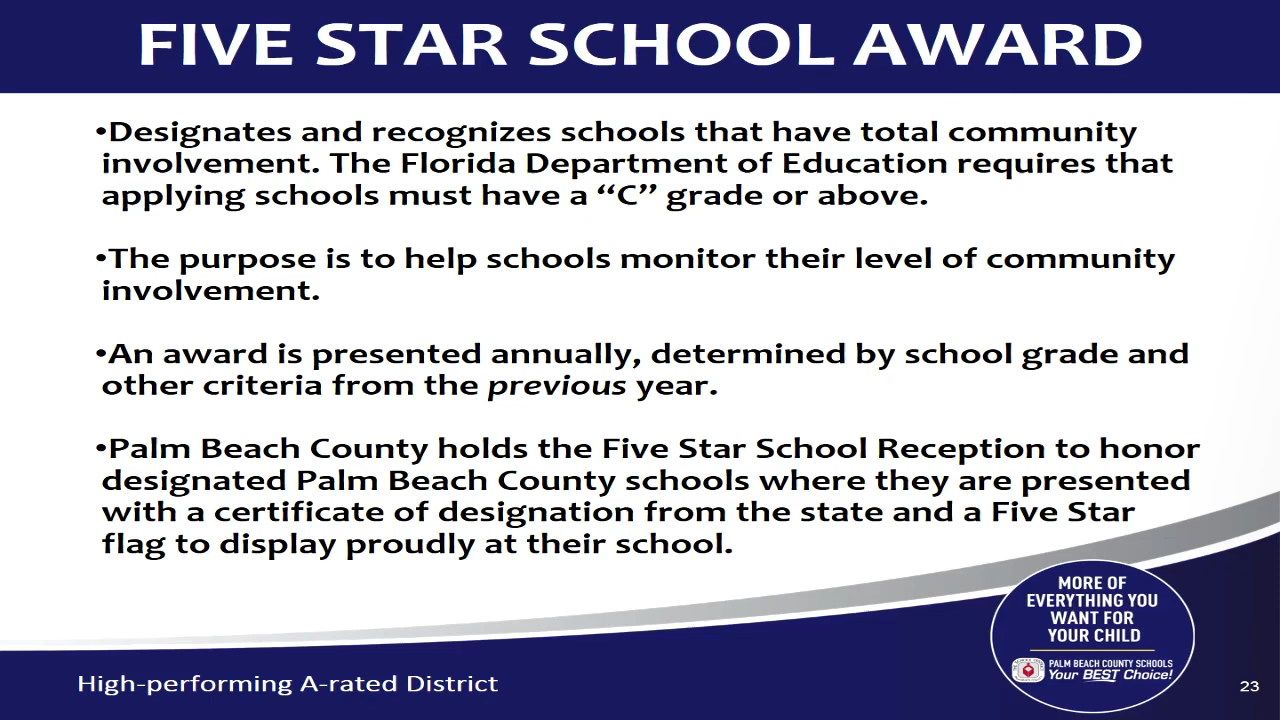 FIVE STAR SCHOOL AWARD
•Designates and recognizes schools that have total community
involvement. The Florida Department of Education requires that
applying schools must have a “C” grade or above.
•The purpose is to help schools monitor their level of community
involvement.
•An award is presented annually, determined by school grade and
other criteria from the previous year.
•Palm Beach County holds the Five Star School Reception to honor
designated Palm Beach County schools where they are presented
with a certificate of designation from the state and a Five Star
flag to display proudly at their school.
MORE OF
EVERYTHING YOU
WANT FOR
YOUR CHILD
PALM BEACH COUNTY SCHOOLS
Your BEST Choice!
High-performing A-rated District
23